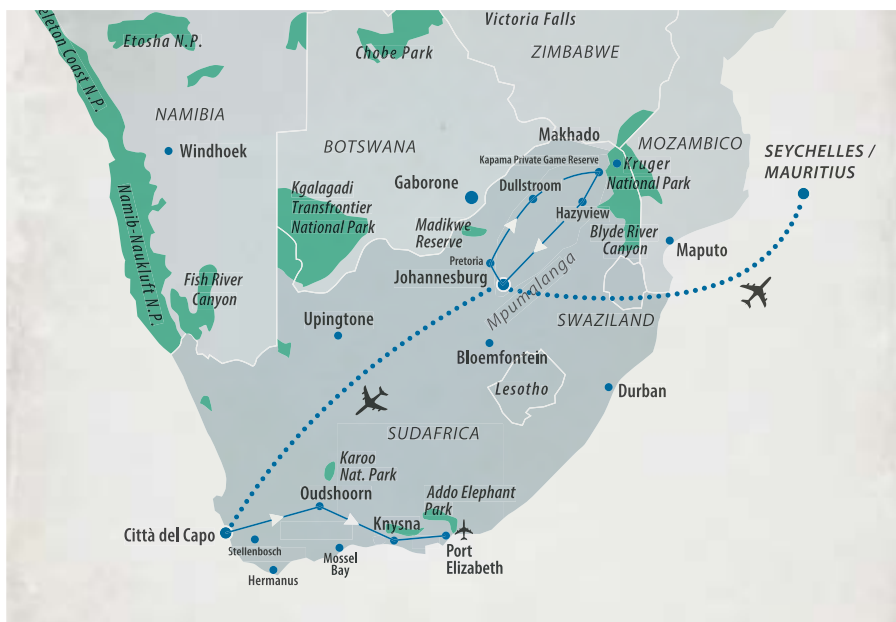 Victoria Falls
Skeleton Coast N.P.
Etosha N.P.
Chobe Park
ZIMBABWE
NAMIBIA
Makhado
MOZAMBICO
Windhoek
BOTSWANA
SEYCHELLES /
MAURITIUS
Kapama Private Game Reserve
Kruger
National Park
Gaborone
Dullstroom
Kgalagadi
Transfrontier
National Park
Hazyview
Madikwe
Reserve
Blyde River
Canyon
Maputo
Namib-Naukluft N.P.
Pretoria
Johannesburg
Fish River
Canyon
Mpumalanga
Upingtone
SWAZILAND
Bloemfontein
Lesotho
Durban
SUDAFRICA
Karoo
Nat. Park
Oudshoorn
Addo Elephant
Park
Città del Capo
Knysna
Stellenbosch
Mossel
Bay
Port
Elizabeth
Hermanus